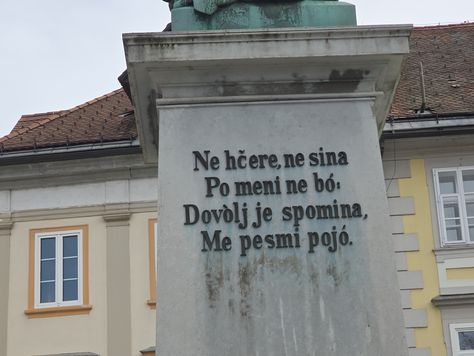 Ne hčere, ne sina
Po meni ne bó:
Dovòlj je spomina,
Me pesmi pojó.